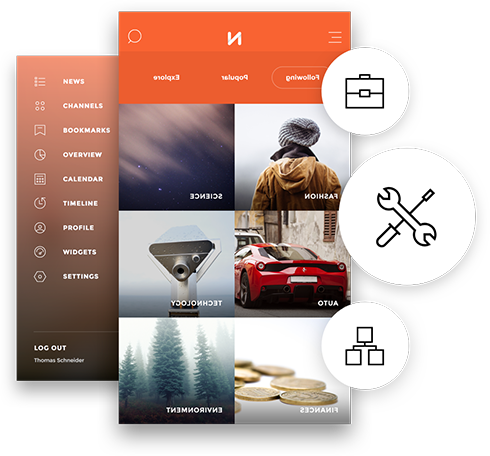 NEWS
CHANNELS
BOOKMARKS
OVERVIEW
CALENDAR
TIMELINE
PROFILE
WIDGETS
SETTINGS
LOG OUT
Thomas Schneider
N
Explore Popular Following
SCIENCE FASHION
TECHNOLOGY AUTO
ENVIRONMENT FINANCES